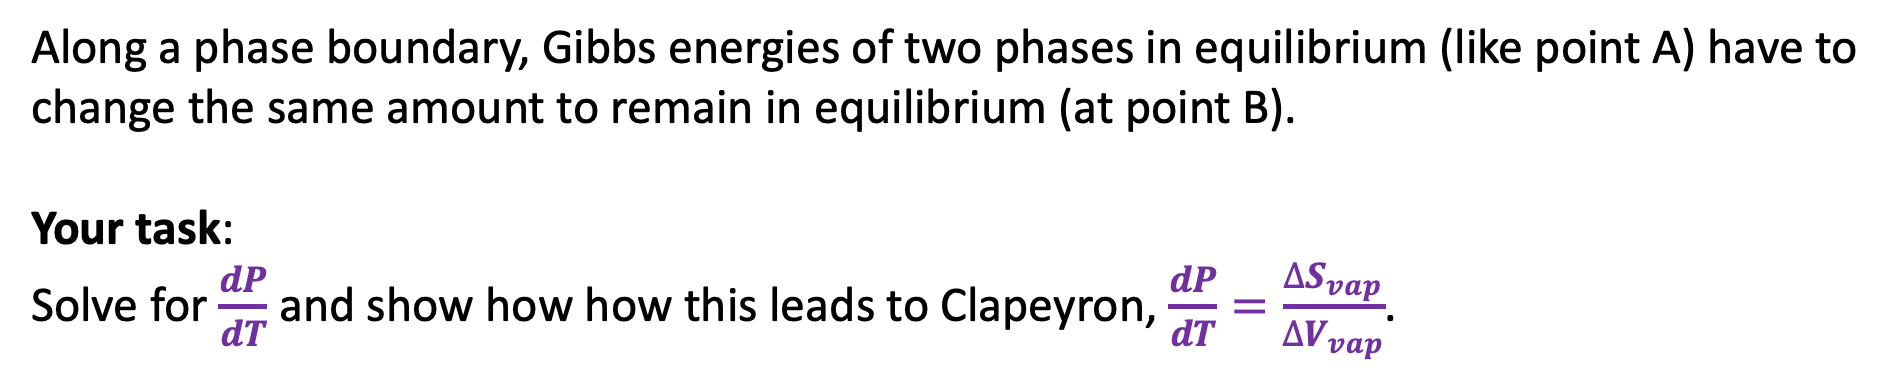 Along a phase boundary, Gibbs energies of two phases in equilibrium (like point A) have to
change the same amount to remain in equilibrium (at point B).
Your task:
Solve for dP/dT and show how how this leads to Clapeyron, dP/dT = ΔS_vap/ΔV_vap.